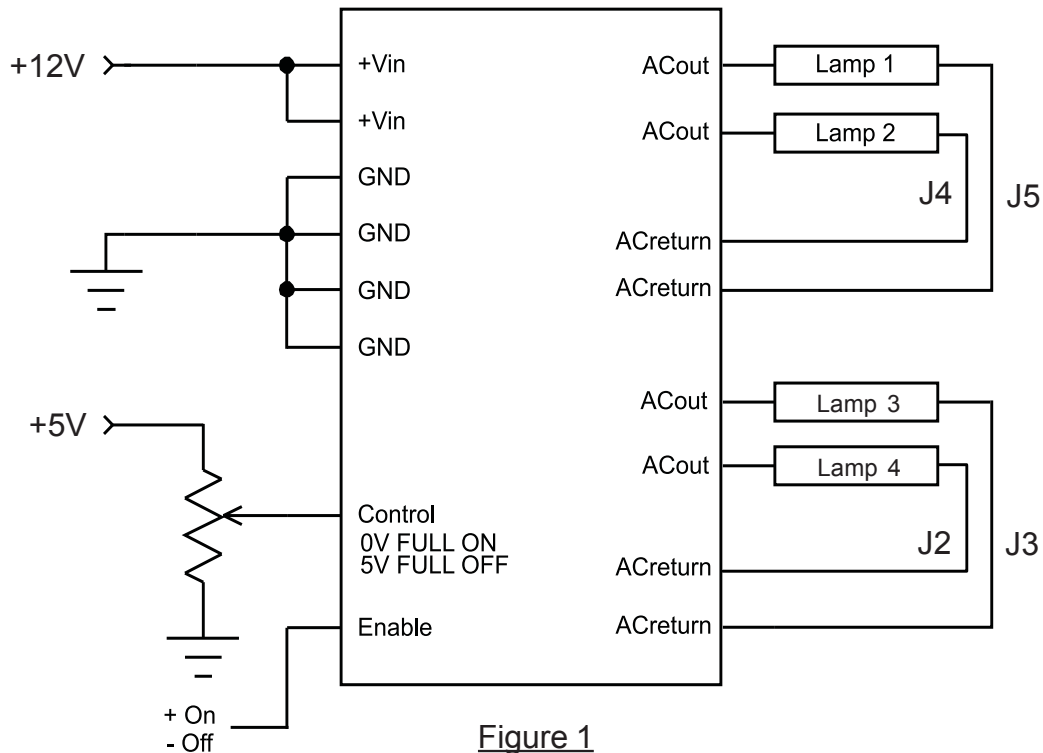 +12V
+Vin
+Vin
GND
GND
GND
GND
+5V
Control
0V FULL ON
5V FULL OFF
Enable
+ On
- Off
ACout
Lamp 1
ACout
Lamp 2
J4
J5
ACreturn
ACreturn
ACout
Lamp 3
ACout
Lamp 4
J2
J3
ACreturn
ACreturn
Figure 1